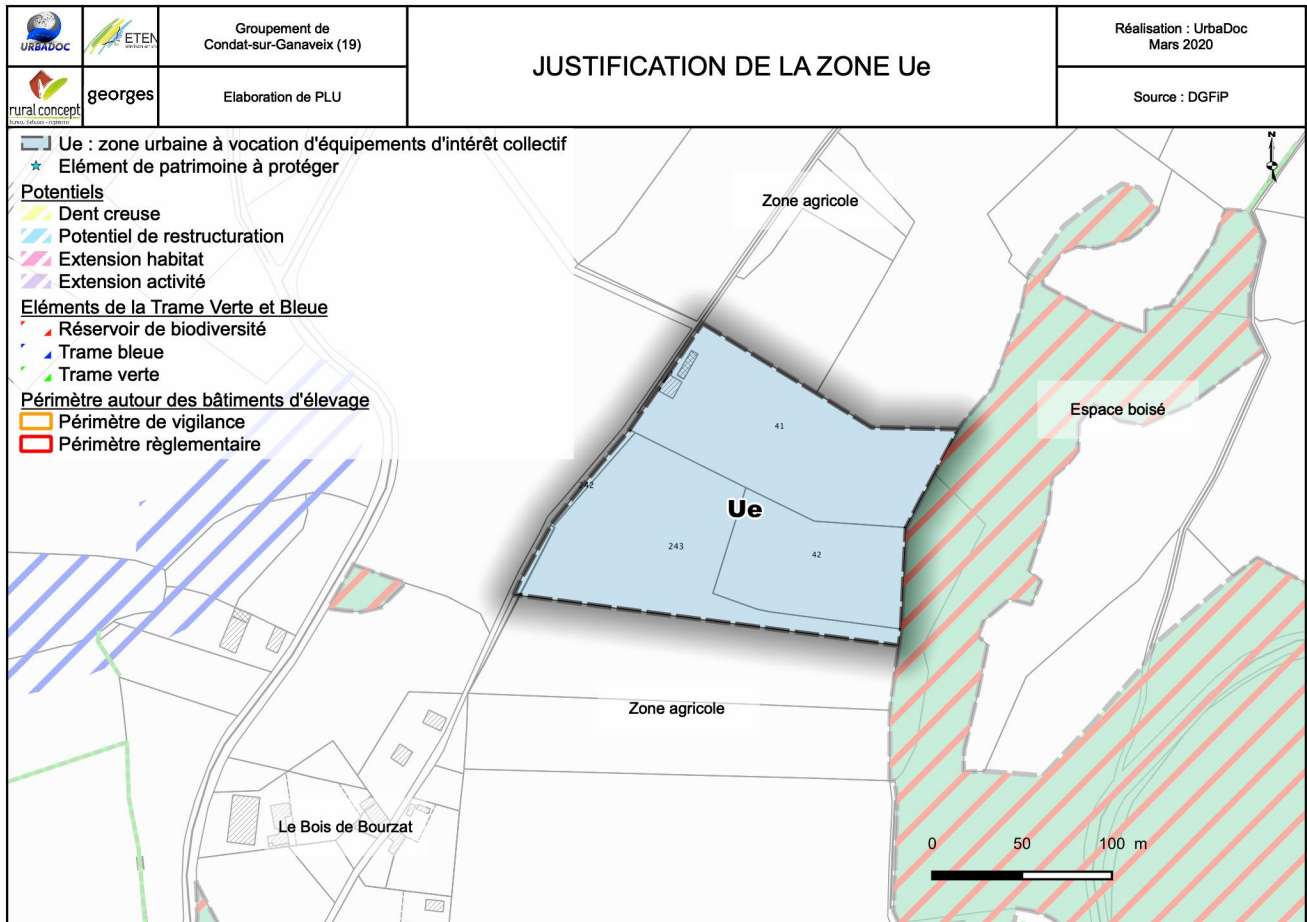 URBADOC
ETEN
Groupement de
Condat-sur-Ganaveix (19)
JUSTIFICATION DE LA ZONE Ue
Réalisation : UrbaDoc
Mars 2020
rural concept
georges
Elaboration de PLU
Source : DGFiP
Ue : zone urbaine à vocation d'équipements d'intérêt collectif
Elément de patrimoine à protéger
Potentiels
Dent creuse
Potentiel de restructuration
Extension habitat
Extension activité
Eléments de la Trame Verte et Bleue
Réservoir de biodiversité
Trame bleue
Trame verte
Périmètre autour des bâtiments d'élevage
Périmètre de vigilance
Périmètre règlementaire
N
Zone agricole
Espace boisé
41
242
Ue
243
42
Zone agricole
Le Bois de Bourzat
0 50 100 m